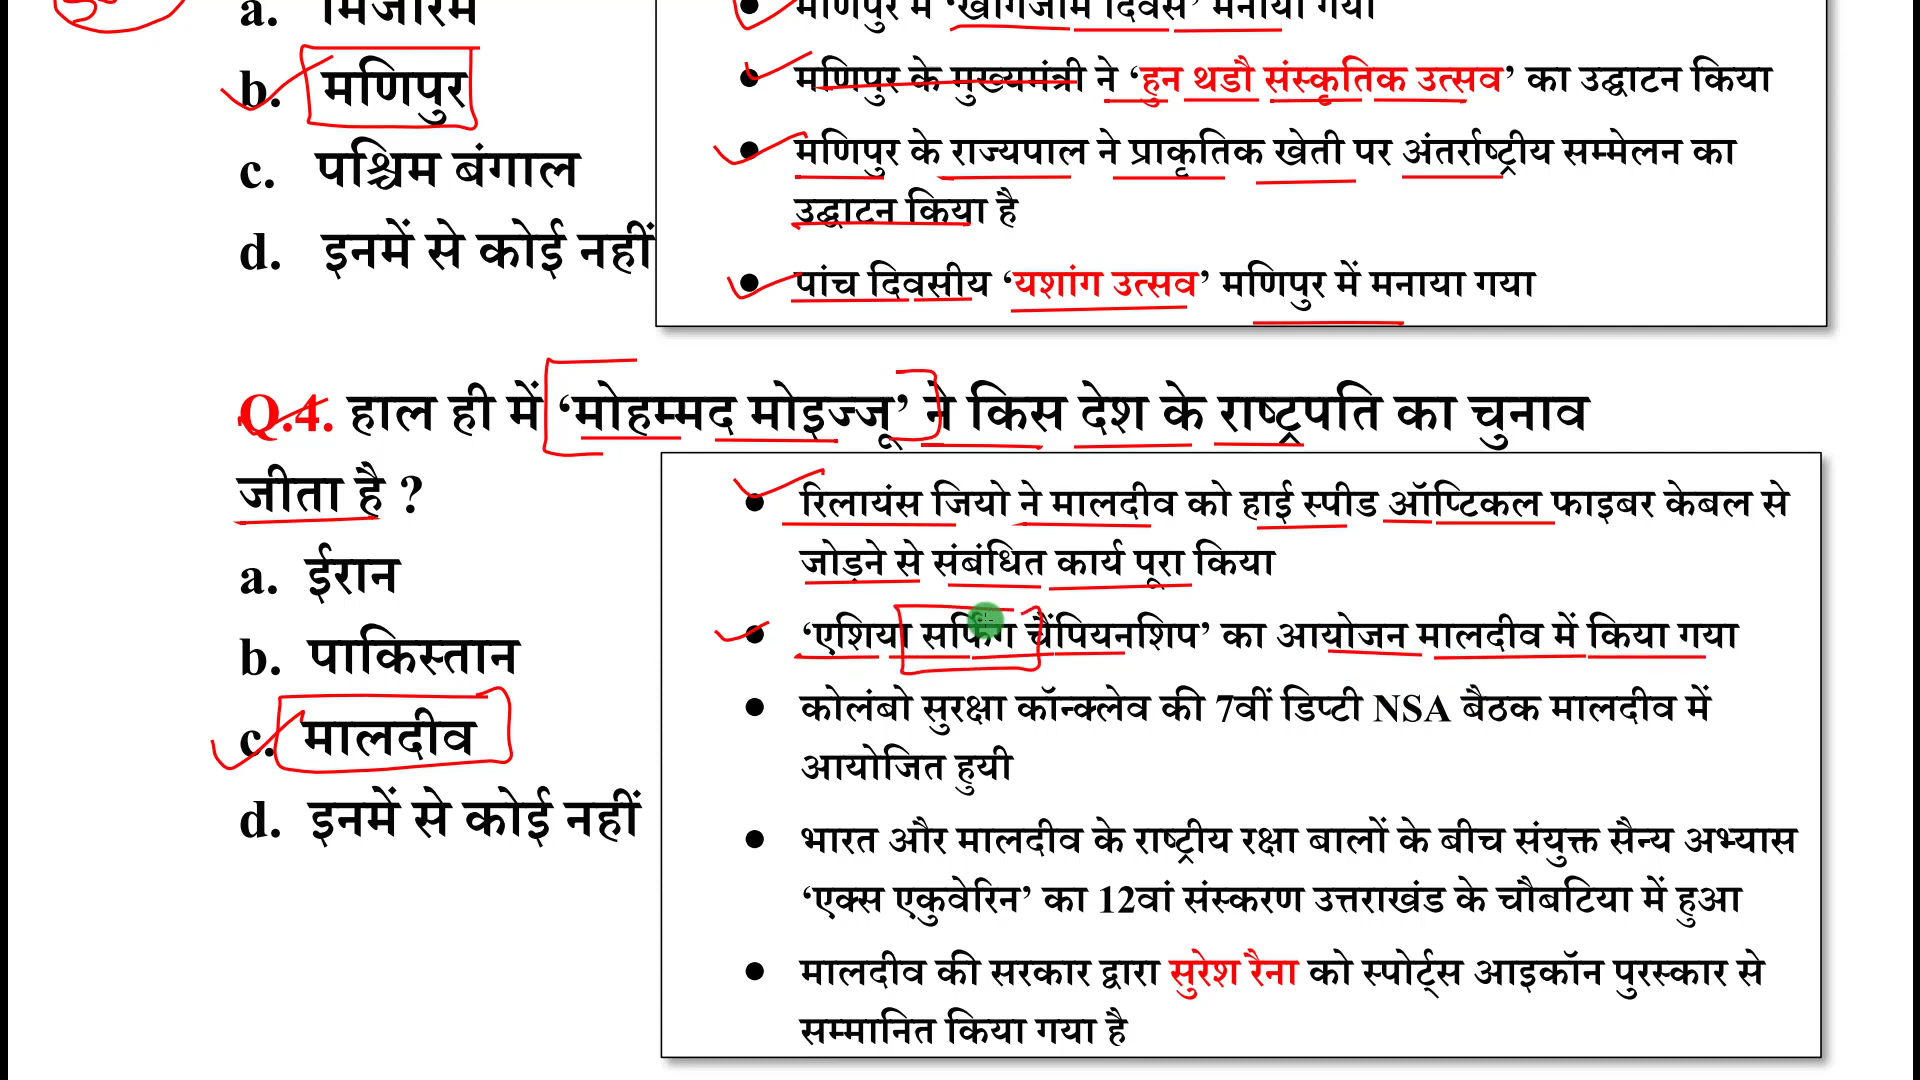 a. मिजोरम
b. मणिपुर
c. पश्चिम बंगाल
d. इनमें से कोई नहीं
मणिपुर में ‘खोंगजोम दिवस’ मनाया गया
मणिपुर के मुख्यमंत्री ने ‘हुन थडौ संस्कृतिक उत्सव’ का उद्घाटन किया
मणिपुर के राज्यपाल ने प्राकृतिक खेती पर अंतर्राष्ट्रीय सम्मेलन का
उद्घाटन किया है
पांच दिवसीय ‘यशांग उत्सव’ मणिपुर में मनाया गया
Q.4. हाल ही में ‘मोहम्मद मोइज्जू’ ने किस देश के राष्ट्रपति का चुनाव
जीता है ?
a. ईरान
b. पाकिस्तान
c. मालदीव
d. इनमें से कोई नहीं
रिलायंस जियो ने मालदीव को हाई स्पीड ऑप्टिकल फाइबर केबल से
जोड़ने से संबंधित कार्य पूरा किया
‘एशिया सर्फिंग चैंपियनशिप’ का आयोजन मालदीव में किया गया
कोलंबो सुरक्षा कॉन्क्लेव की 7वीं डिप्टी NSA बैठक मालदीव में
आयोजित हुयी
भारत और मालदीव के राष्ट्रीय रक्षा बालों के बीच संयुक्त सैन्य अभ्यास
‘एक्स एकुवेरिन’ का 12वां संस्करण उत्तराखंड के चौबटिया में हुआ
मालदीव की सरकार द्वारा सुरेश रैना को स्पोर्ट्स आइकॉन पुरस्कार से
सम्मानित किया गया है